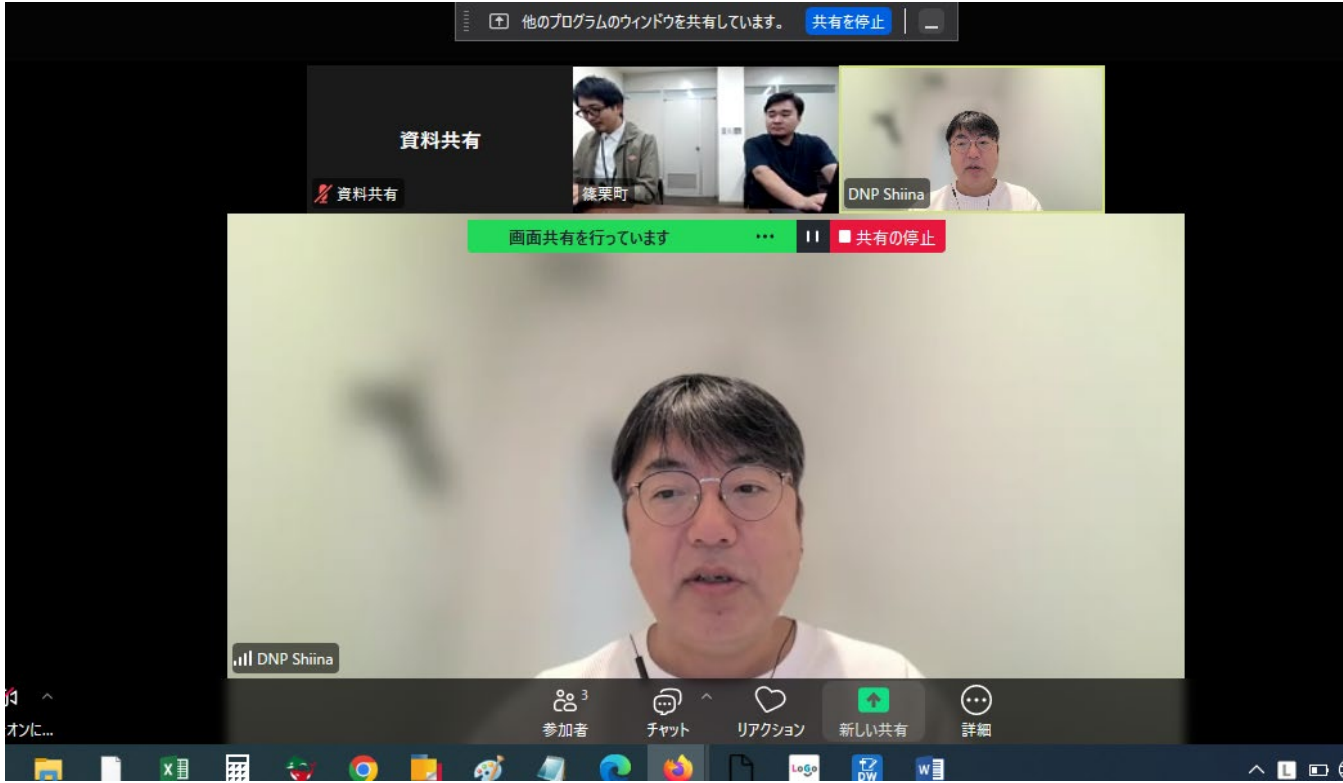 他のプログラムのウィンドウを共有しています。 共有を停止
資料共有
資料共有
篠栗町
DNP Shiina
画面共有を行っています ••• 共有の停止
DNP Shiina
3
オンに...
参加者
チャット
リアクション
新しい共有
詳細
LoGo
DW
L